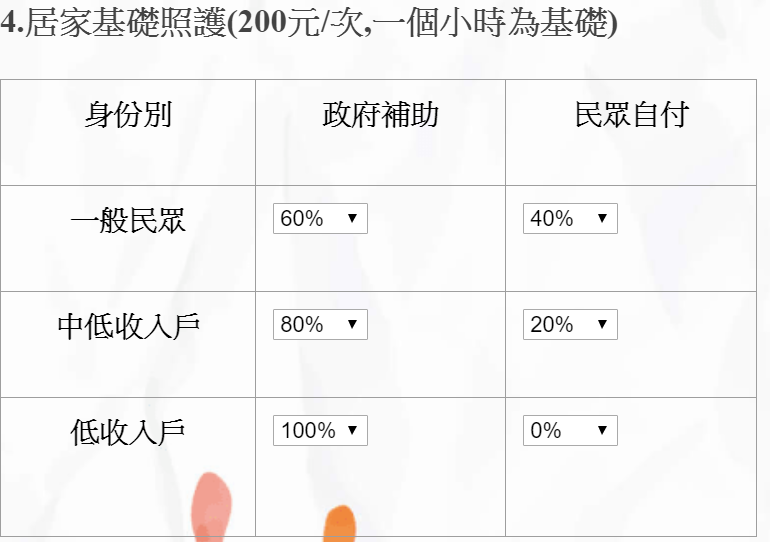 4.居家基礎照護(200元/次,一個小時為基礎)
身份別 政府補助 民眾自付
一般民眾 60% ▼ 40% ▼
中低收入戶 80% ▼ 20% ▼
低收入戶 100% ▼ 0% ▼